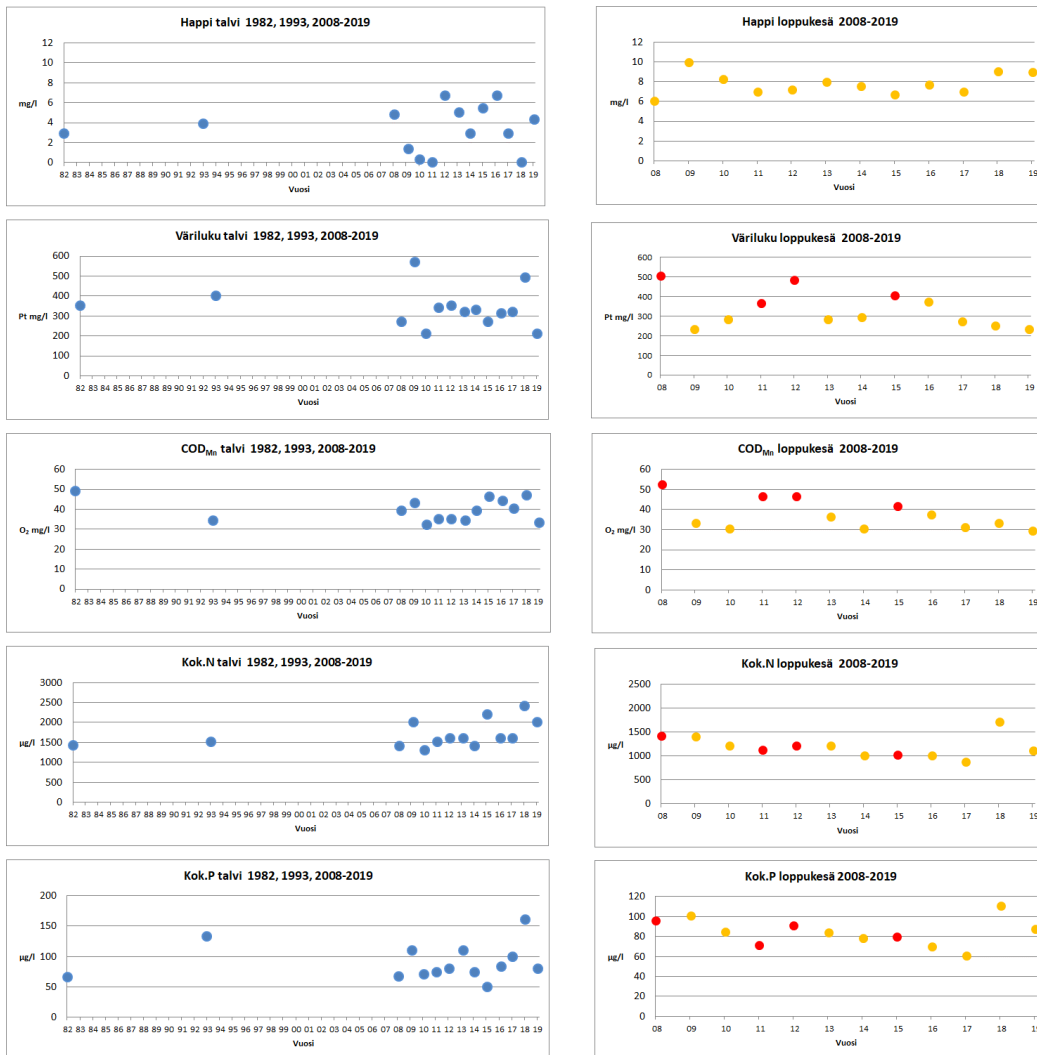 Happi talvi 1982, 1993, 2008-2019
12
10
8
6
4
2
0
mg/l
82 83 84 85 86 87 88 89 90 91 92 93 94 95 96 97 98 99 00 01 02 03 04 05 06 07 08 09 10 11 12 13 14 15 16 17 18 19
Vuosi
Happi loppukesä 2008-2019
12
10
8
6
4
2
0
mg/l
08 09 10 11 12 13 14 15 16 17 18 19
Vuosi
Väriluku talvi 1982, 1993, 2008-2019
600
500
400
300
200
100
0
Pt mg/l
82 83 84 85 86 87 88 89 90 91 92 93 94 95 96 97 98 99 00 01 02 03 04 05 06 07 08 09 10 11 12 13 14 15 16 17 18 19
Vuosi
Väriluku loppukesä 2008-2019
600
500
400
300
200
100
0
Pt mg/l
08 09 10 11 12 13 14 15 16 17 18 19
Vuosi
COD_Mn talvi 1982, 1993, 2008-2019
60
50
40
30
20
10
0
O₂ mg/l
82 83 84 85 86 87 88 89 90 91 92 93 94 95 96 97 98 99 00 01 02 03 04 05 06 07 08 09 10 11 12 13 14 15 16 17 18 19
Vuosi
COD_Mn loppukesä 2008-2019
60
50
40
30
20
10
0
O₂ mg/l
08 09 10 11 12 13 14 15 16 17 18 19
Vuosi
Kok.N talvi 1982, 1993, 2008-2019
3000
2500
2000
1500
1000
500
0
µg/l
82 83 84 85 86 87 88 89 90 91 92 93 94 95 96 97 98 99 00 01 02 03 04 05 06 07 08 09 10 11 12 13 14 15 16 17 18 19
Vuosi
Kok.N loppukesä 2008-2019
2500
2000
1500
1000
500
0
µg/l
08 09 10 11 12 13 14 15 16 17 18 19
Vuosi
Kok.P talvi 1982, 1993, 2008-2019
200
150
100
50
0
µg/l
82 83 84 85 86 87 88 89 90 91 92 93 94 95 96 97 98 99 00 01 02 03 04 05 06 07 08 09 10 11 12 13 14 15 16 17 18 19
Vuosi
Kok.P loppukesä 2008-2019
120
100
80
60
40
20
0
µg/l
08 09 10 11 12 13 14 15 16 17 18 19
Vuosi